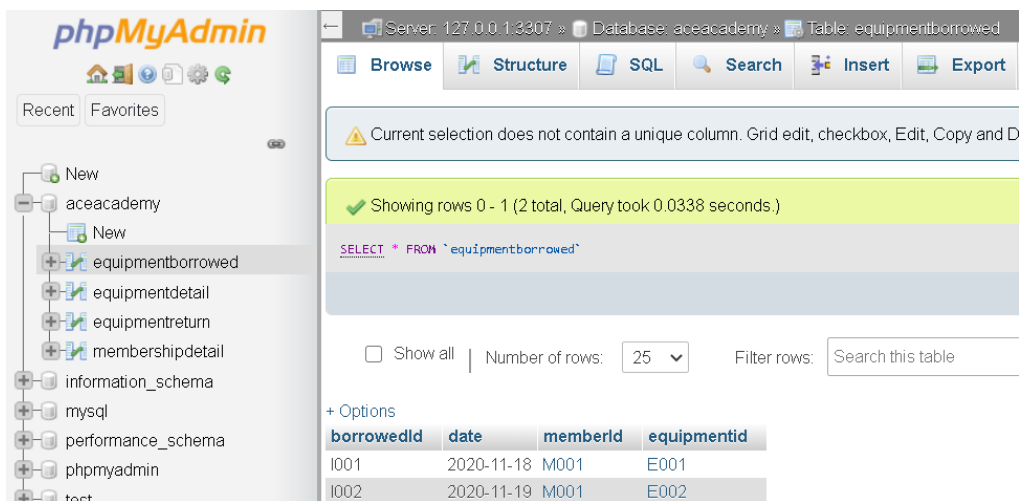 phpMyAdmin
Recent Favorites
New
aceacademy
New
equipmentborrowed
equipmentdetail
equipmentreturn
membershipdetail
information_schema
mysql
performance_schema
phpmyadmin
test
Server: 127.0.0.1:3307 » Database: aceacademy » Table: equipmentborrowed
Browse Structure SQL Search Insert Export
Current selection does not contain a unique column. Grid edit, checkbox, Edit, Copy and D
Showing rows 0 - 1 (2 total, Query took 0.0338 seconds.)
SELECT * FROM `equipmentborrowed`
Show all | Number of rows: 25 Filter rows: Search this table
+ Options
borrowedId date memberId equipmentid
I001 2020-11-18 M001 E001
I002 2020-11-19 M001 E002